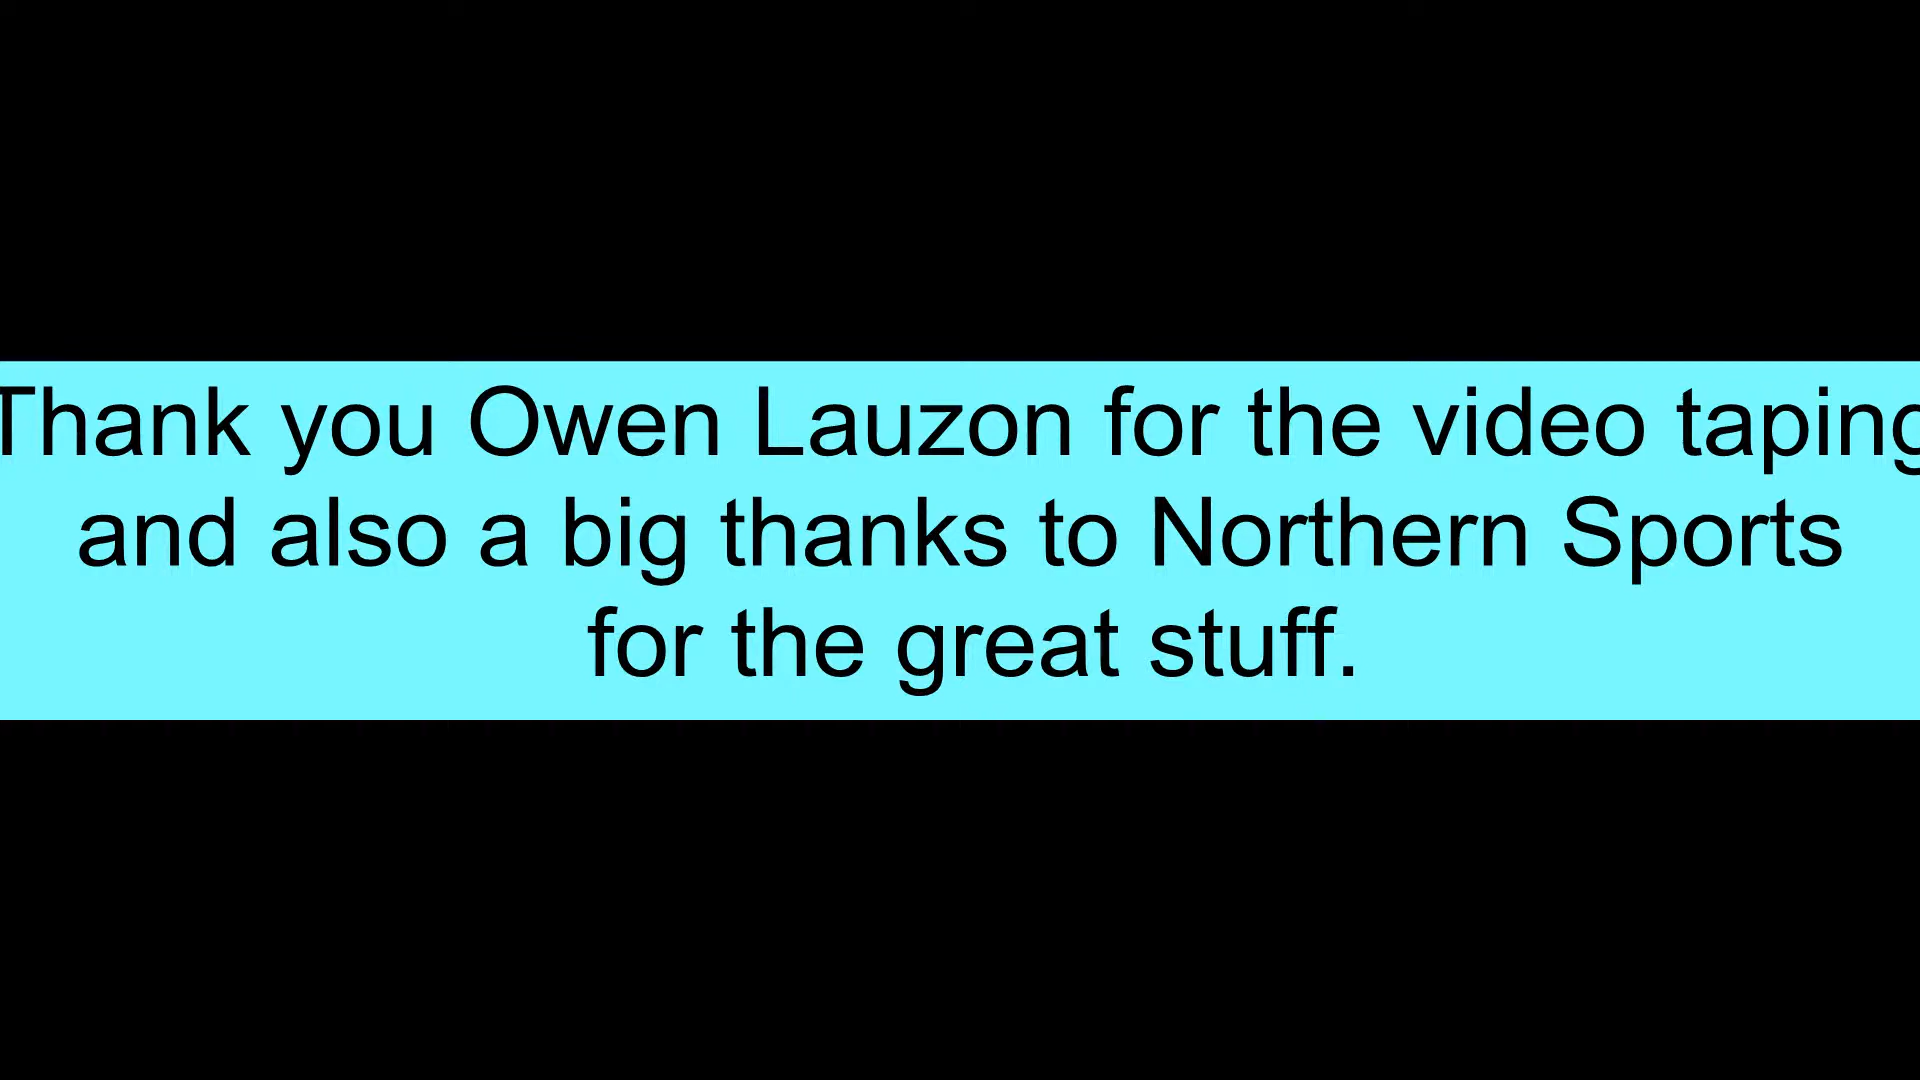 Thank you Owen Lauzon for the video taping
and also a big thanks to Northern Sports
for the great stuff.